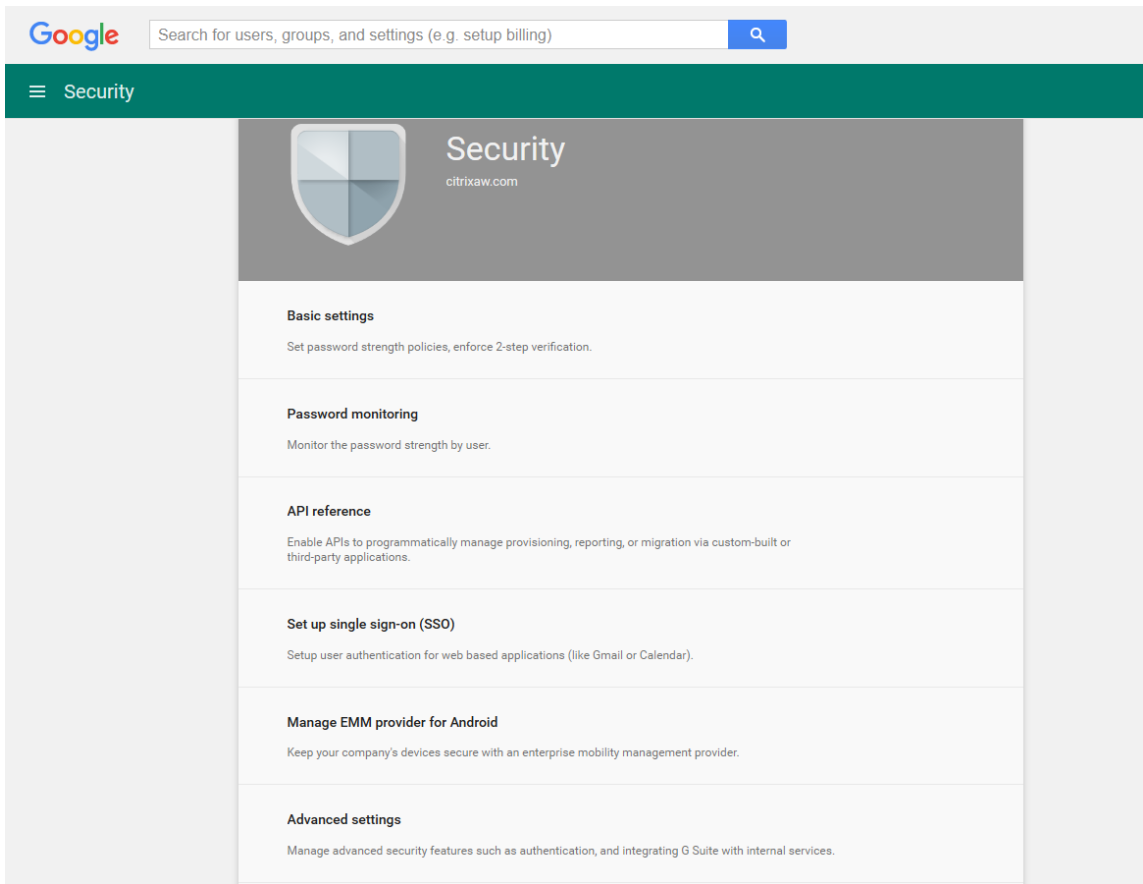 Google
Search for users, groups, and settings (e.g. setup billing)
Security
Security
citrixaw.com
Basic settings
Set password strength policies, enforce 2-step verification.
Password monitoring
Monitor the password strength by user.
API reference
Enable APIs to programmatically manage provisioning, reporting, or migration via custom-built or
third-party applications.
Set up single sign-on (SSO)
Setup user authentication for web based applications (like Gmail or Calendar).
Manage EMM provider for Android
Keep your company's devices secure with an enterprise mobility management provider.
Advanced settings
Manage advanced security features such as authentication, and integrating G Suite with internal services.